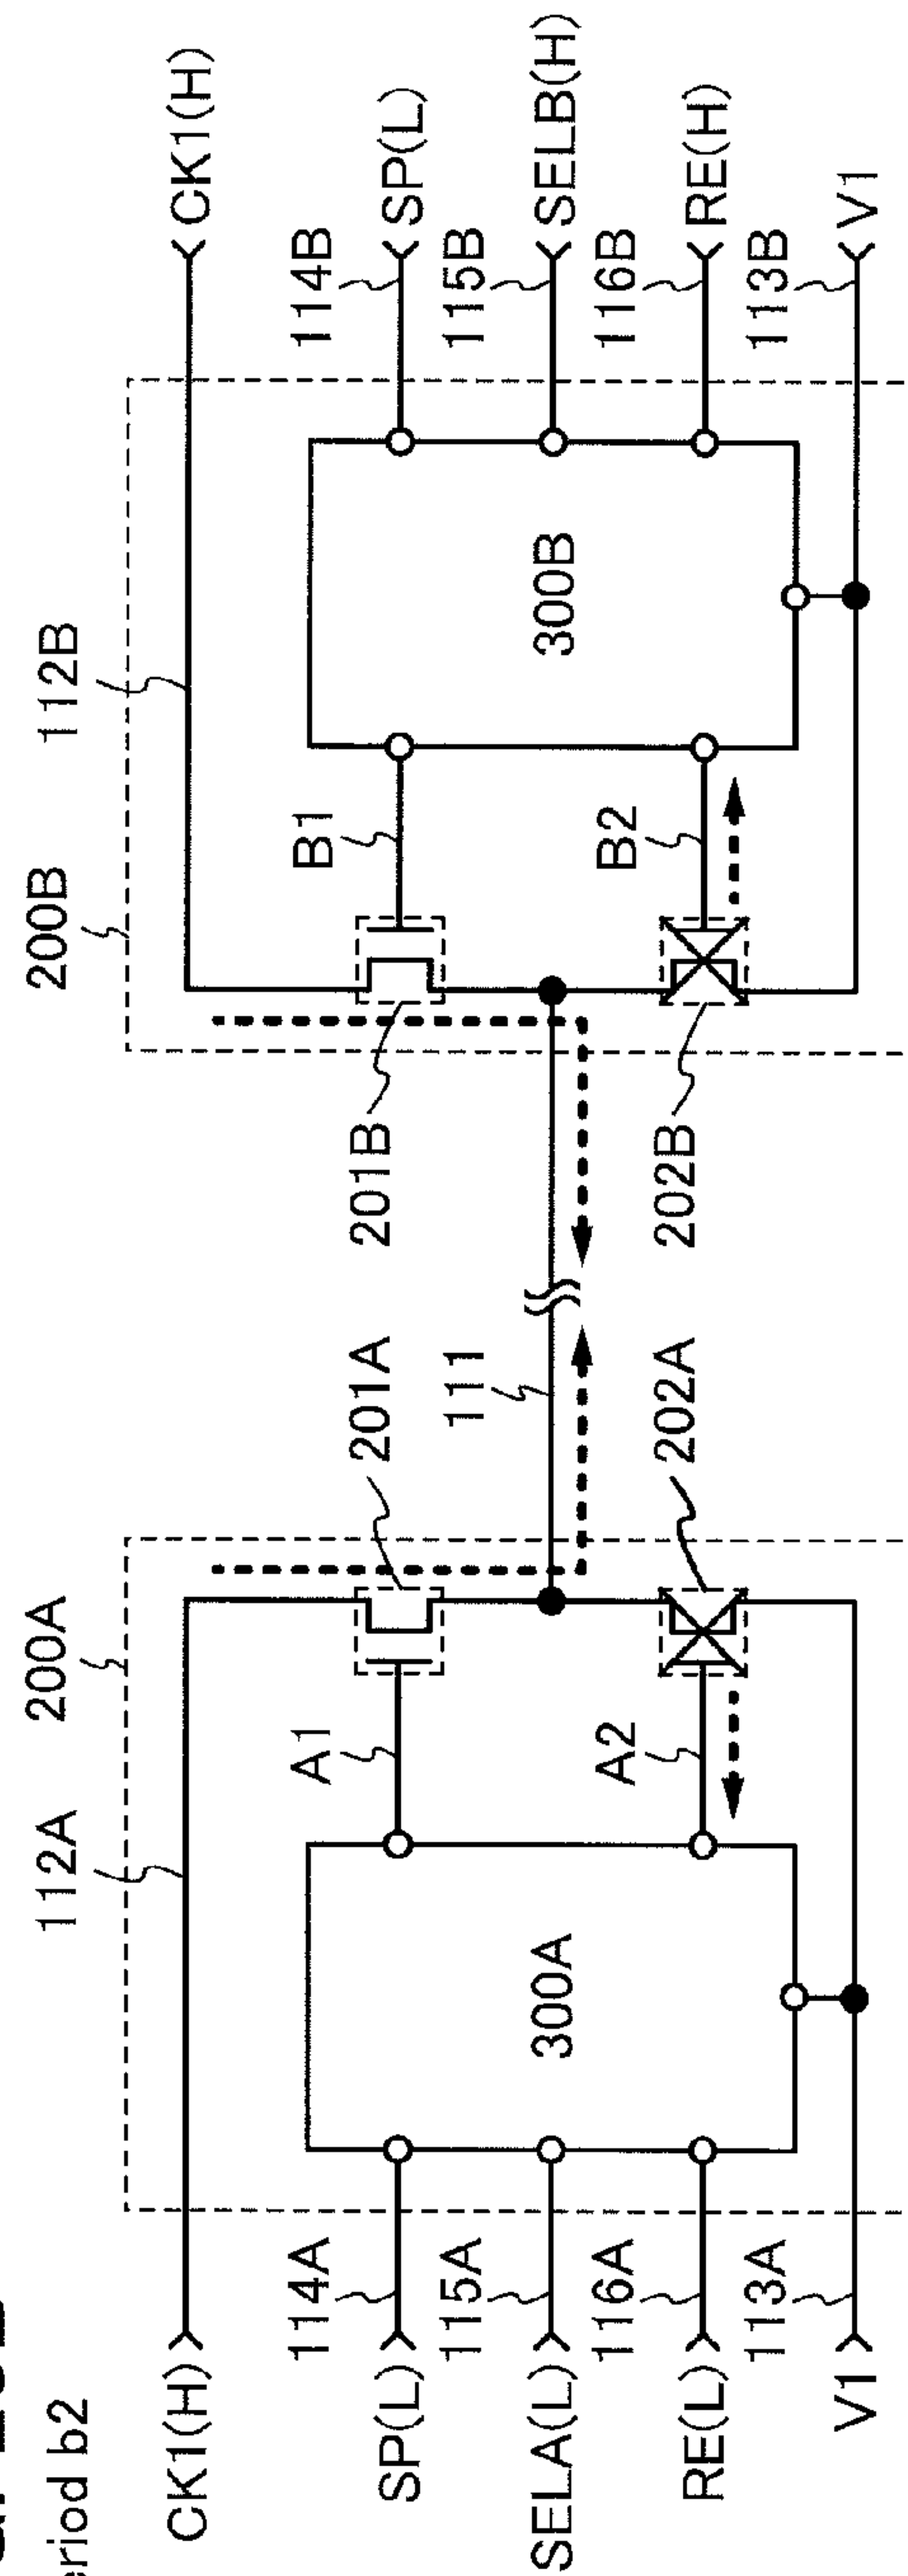 eriod b2
200A
200B
112A
112B
CK1(H)
CK1(H)
114A
A1
201A
201B
B1
114B
SP(L)
SP(L)
115A
111
115B
SELA(L)
300A
300B
SELB(H)
116A
A2
202A
202B
B2
116B
RE(L)
RE(H)
113A
113B
V1
V1